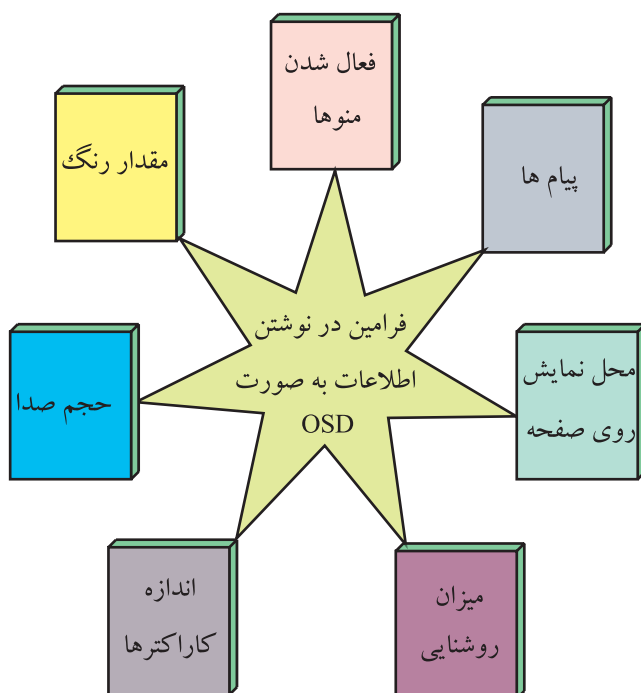 فعال شدن
منوها
پیام ها
مقدار رنگ
فرامین در نوشتن
اطلاعات به صورت
OSD
محل نمایش
روی صفحه
حجم صدا
میزان
روشنایی
اندازه
کاراکترها